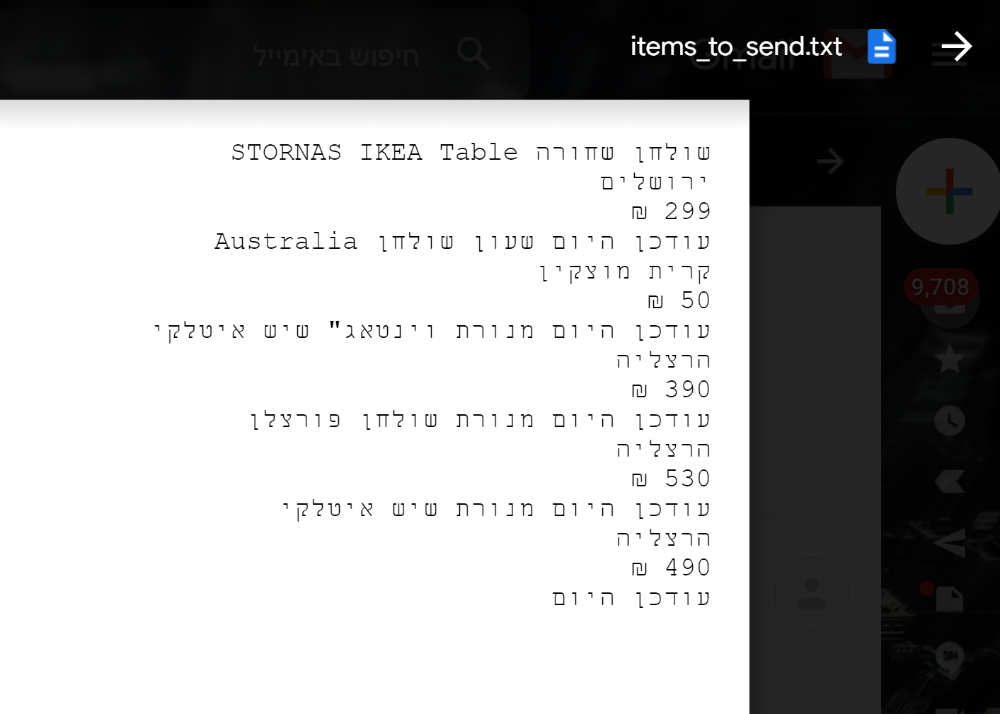 חיפוש באימייל
Gmail
items_to_send.txt
שולחן שחורה STORNAS IKEA Table
ירושלים
299 ₪
עודכן היום שעון שולחן Australia
קרית מוצקין
50 ₪
עודכן היום מנורת וינטאג" שיש איטלקי
הרצליה
390 ₪
עודכן היום מנורת שולחן פורצלן
הרצליה
530 ₪
עודכן היום מנורת שיש איטלקי
הרצליה
490 ₪
עודכן היום
9,708